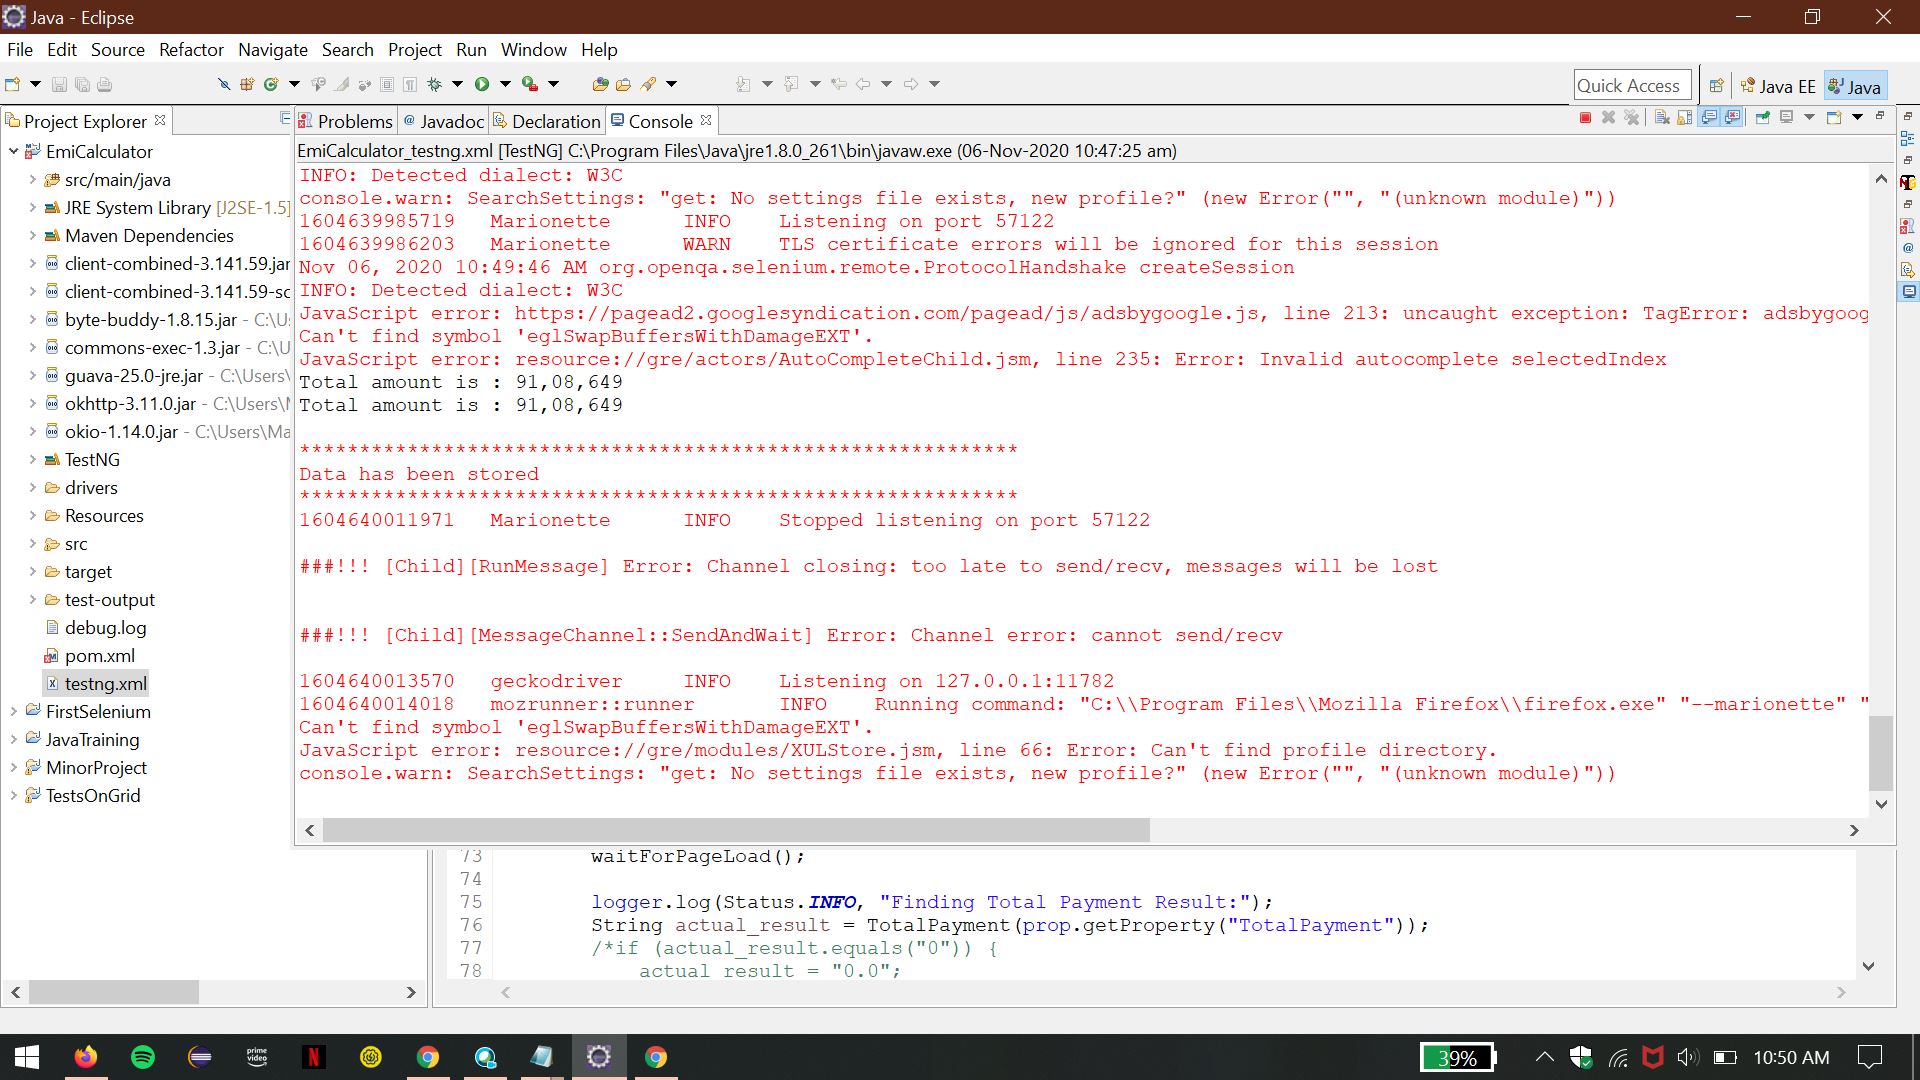 Java - Eclipse
File Edit Source Refactor Navigate Search Project Run Window Help
Quick Access
Java EE
Java
Project Explorer
Problems
@ Javadoc
Declaration
Console
EmiCalculator_testng.xml [TestNG] C:\Program Files\Java\jre1.8.0_261\bin\javaw.exe (06-Nov-2020 10:47:25 am)
EmiCalculator
src/main/java
JRE System Library [J2SE-1.5]
Maven Dependencies
client-combined-3.141.59.jar
client-combined-3.141.59-so
byte-buddy-1.8.15.jar - C:\U
commons-exec-1.3.jar - C:\U
guava-25.0-jre.jar - C:\Users\
okhttp-3.11.0.jar - C:\Users\
okio-1.14.0.jar - C:\Users\Ma
TestNG
drivers
Resources
src
target
test-output
debug.log
pom.xml
testng.xml
FirstSelenium
JavaTraining
MinorProject
TestsOnGrid
INFO: Detected dialect: W3C
console.warn: SearchSettings: "get: No settings file exists, new profile?" (new Error("", "(unknown module)"))
1604639985719 Marionette INFO Listening on port 57122
1604639986203 Marionette WARN TLS certificate errors will be ignored for this session
Nov 06, 2020 10:49:46 AM org.openqa.selenium.remote.ProtocolHandshake createSession
INFO: Detected dialect: W3C
JavaScript error: https://pagead2.googlesyndication.com/pagead/js/adsbygoogle.js, line 213: uncaught exception: TagError: adsbygoog
Can't find symbol 'eglSwapBuffersWithDamageEXT'.
JavaScript error: resource://gre/actors/AutoCompleteChild.jsm, line 235: Error: Invalid autocomplete selectedIndex
Total amount is : 91,08,649
Total amount is : 91,08,649
************************************************************
Data has been stored
************************************************************
1604640011971 Marionette INFO Stopped listening on port 57122
###!!! [Child][RunMessage] Error: Channel closing: too late to send/recv, messages will be lost
###!!! [Child][MessageChannel::SendAndWait] Error: Channel error: cannot send/recv
1604640013570 geckodriver INFO Listening on 127.0.0.1:11782
1604640014018 mozrunner::runner INFO Running command: "C:\\Program Files\\Mozilla Firefox\\firefox.exe" "--marionette" "
Can't find symbol 'eglSwapBuffersWithDamageEXT'.
JavaScript error: resource://gre/modules/XULStore.jsm, line 66: Error: Can't find profile directory.
console.warn: SearchSettings: "get: No settings file exists, new profile?" (new Error("", "(unknown module)"))
73 waitForPageLoad();
74
75 logger.log(Status.INFO, "Finding Total Payment Result:");
76 String actual_result = TotalPayment(prop.getProperty("TotalPayment"));
77 /*if (actual_result.equals("0")) {
78 actual result = "0.0";
prime video
N
39%
10:50 AM